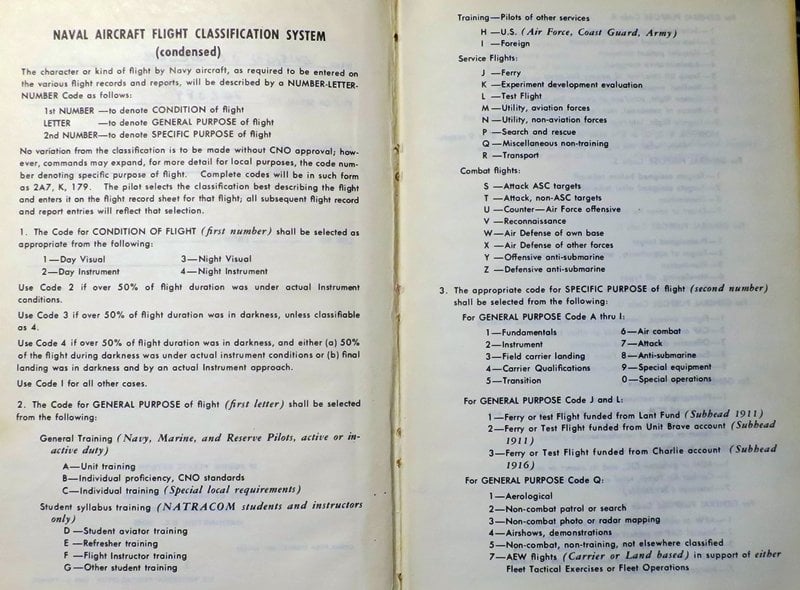 NAVAL AIRCRAFT FLIGHT CLASSIFICATION SYSTEM
(condensed)
The character or kind of flight by Navy aircraft, as required to be entered on
the various flight records and reports, will be described by a NUMBER-LETTER-
NUMBER Code as follows:
1st NUMBER —to denote CONDITION of flight
LETTER —to denote GENERAL PURPOSE of flight
2nd NUMBER—to denote SPECIFIC PURPOSE of flight
No variation from the classification is to be made without CNO approval; how-
ever, commands may expand, for more detail for local purposes, the code num-
ber denoting specific purpose of flight. Complete codes will be in such form
as 2A7, K, 179. The pilot selects the classification best describing the flight
and enters it on the flight record sheet for that flight; all subsequent flight record
and report entries will reflect that selection.
1. The Code for CONDITION OF FLIGHT (first number) shall be selected as
appropriate from the following:
1—Day Visual 3—Night Visual
2—Day Instrument 4—Night Instrument
Use Code 2 if over 50% of flight duration was under actual Instrument
conditions.
Use Code 3 if over 50% of flight duration was in darkness, unless classifiable
as 4.
Use Code 4 if over 50% of flight duration was in darkness, and either (a) 50%
of the flight during darkness was under actual instrument conditions or (b) final
landing was in darkness and by an actual Instrument approach.
Use Code I for all other cases.
2. The Code for GENERAL PURPOSE of flight (first letter) shall be selected
from the following:
General Training (Navy, Marine, and Reserve Pilots, active or in-
active duty)
A—Unit training
B—Individual proficiency, CNO standards
C—Individual training (Special local requirements)
Student syllabus training (NATRACOM students and instructors
only)
D —Student aviator training
E —Refresher training
F —Flight Instructor training
G—Other student training
Training—Pilots of other services
H —U.S. (Air Force, Coast Guard, Army)
I —Foreign
Service Flights:
J —Ferry
K —Experiment development evaluation
L —Test Flight
M—Utility, aviation forces
N—Utility, non-aviation forces
P —Search and rescue
Q—Miscellaneous non-training
R —Transport
Combat flights:
S —Attack ASC targets
T —Attack, non-ASC targets
U —Counter—Air Force offensive
V —Reconnaissance
W—Air Defense of own base
X —Air Defense of other forces
Y —Offensive anti-submarine
Z —Defensive anti-submarine
3. The appropriate code for SPECIFIC PURPOSE of flight (second number)
shall be selected from the following:
For GENERAL PURPOSE Code A thru I:
1—Fundamentals 6—Air combat
2—Instrument 7—Attack
3—Field carrier landing 8—Anti-submarine
4—Carrier Qualifications 9—Special equipment
5—Transition 0—Special operations
For GENERAL PURPOSE Code J and L:
1—Ferry or test Flight funded from Lant Fund (Subhead 1911)
2—Ferry or Test Flight funded from Unit Brave account (Subhead
1911)
3—Ferry or Test Flight funded from Charlie account (Subhead
1916)
For GENERAL PURPOSE Code Q:
1—Aerological
2—Non-combat patrol or search
3—Non-combat photo or radar mapping
4—Airshows, demonstrations
5—Non-combat, non-training, not elsewhere classified
7—AEW flights (Carrier or Land based) in support of either
Fleet Tactical Exercises or Fleet Operations